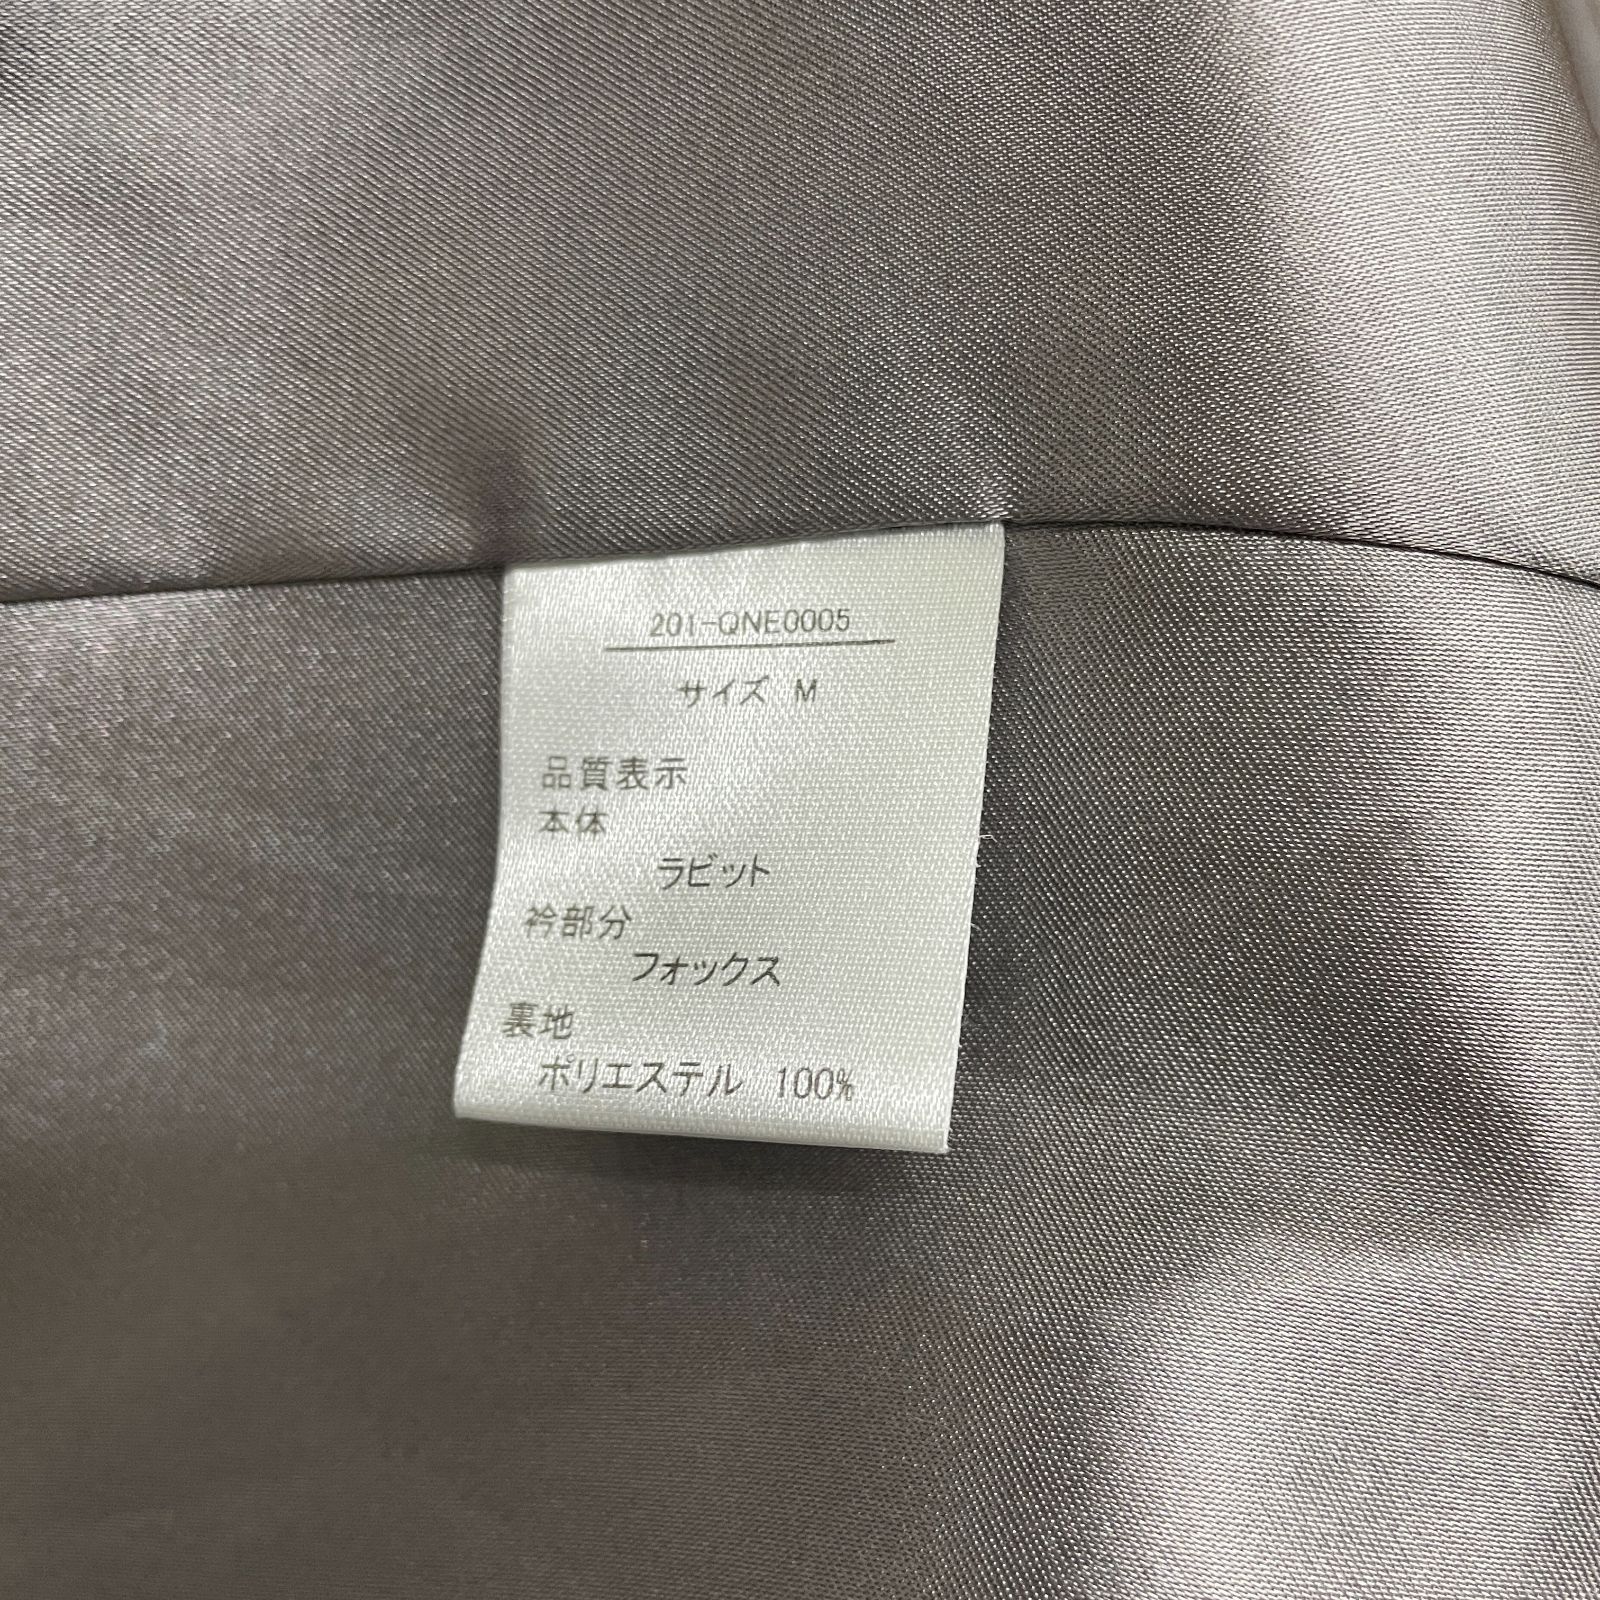 201-QNE0005
サイズ M
品質表示
本体
ラビット
衿部分
フォックス
裏地
ポリエステル 100%